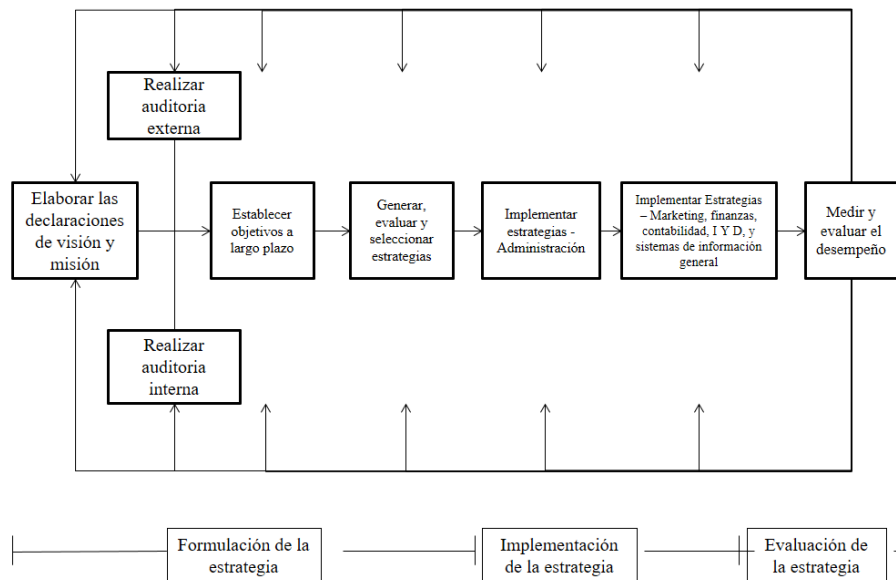 Realizar
auditoria
externa
Elaborar las
declaraciones
de visión y
misión
Establecer
objetivos a
largo plazo
Generar,
evaluar y
seleccionar
estrategias
Implementar
estrategias -
Administración
Implementar Estrategias
– Marketing, finanzas,
contabilidad, I Y D, y
sistemas de información
general
Medir y
evaluar el
desempeño
Realizar
auditoria
interna
Formulación de la
estrategia
Implementación
de la estrategia
Evaluación de
la estrategia